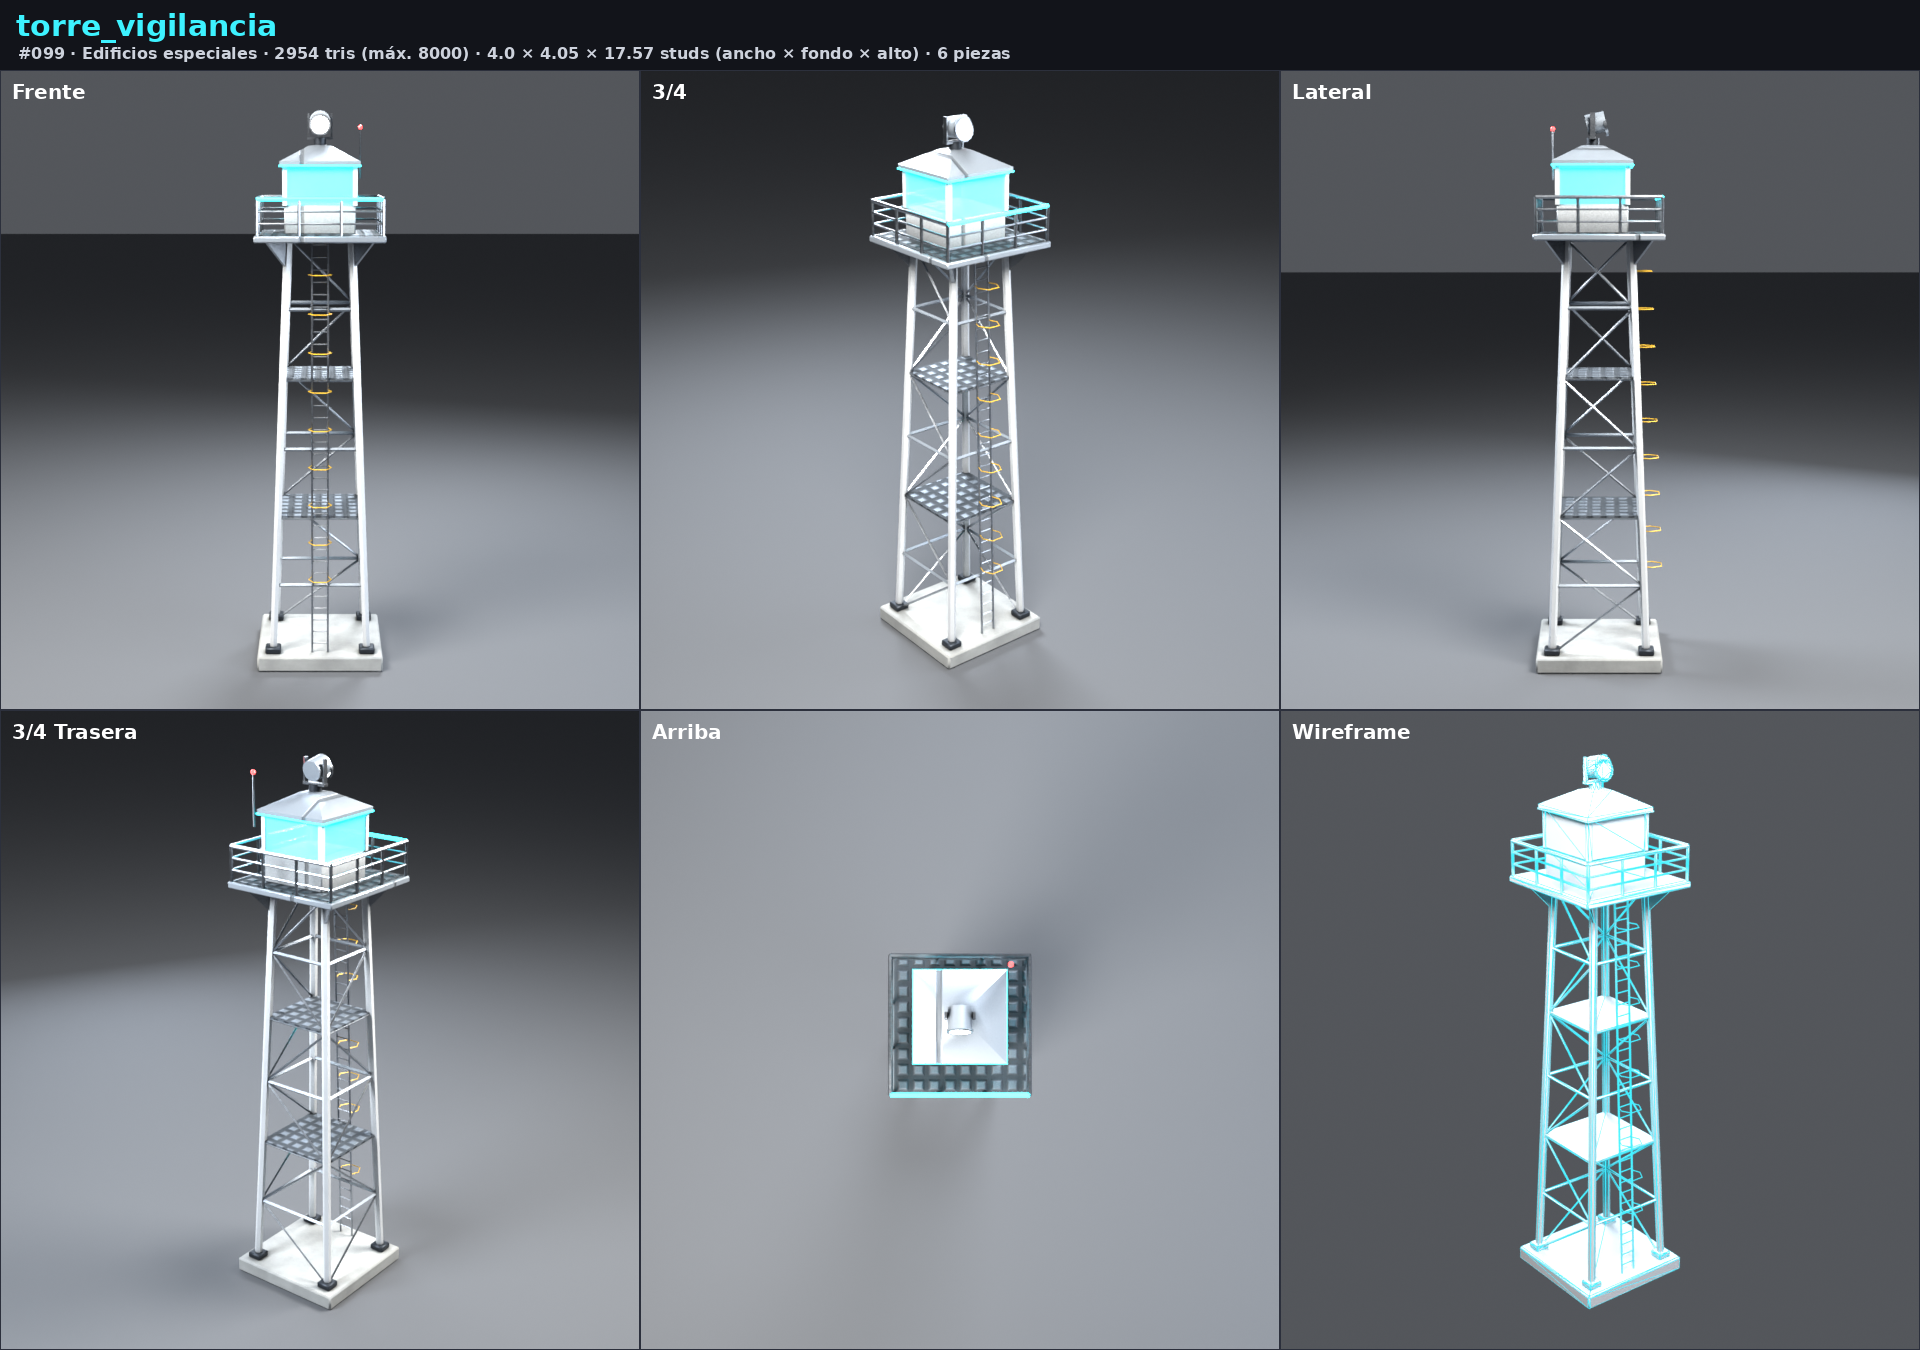 torre_vigilancia
#099 · Edificios especiales · 2954 tris (máx. 8000) · 4.0 × 4.05 × 17.57 studs (ancho × fondo × alto) · 6 piezas
Frente
3/4
Lateral
3/4 Trasera
Arriba
Wireframe